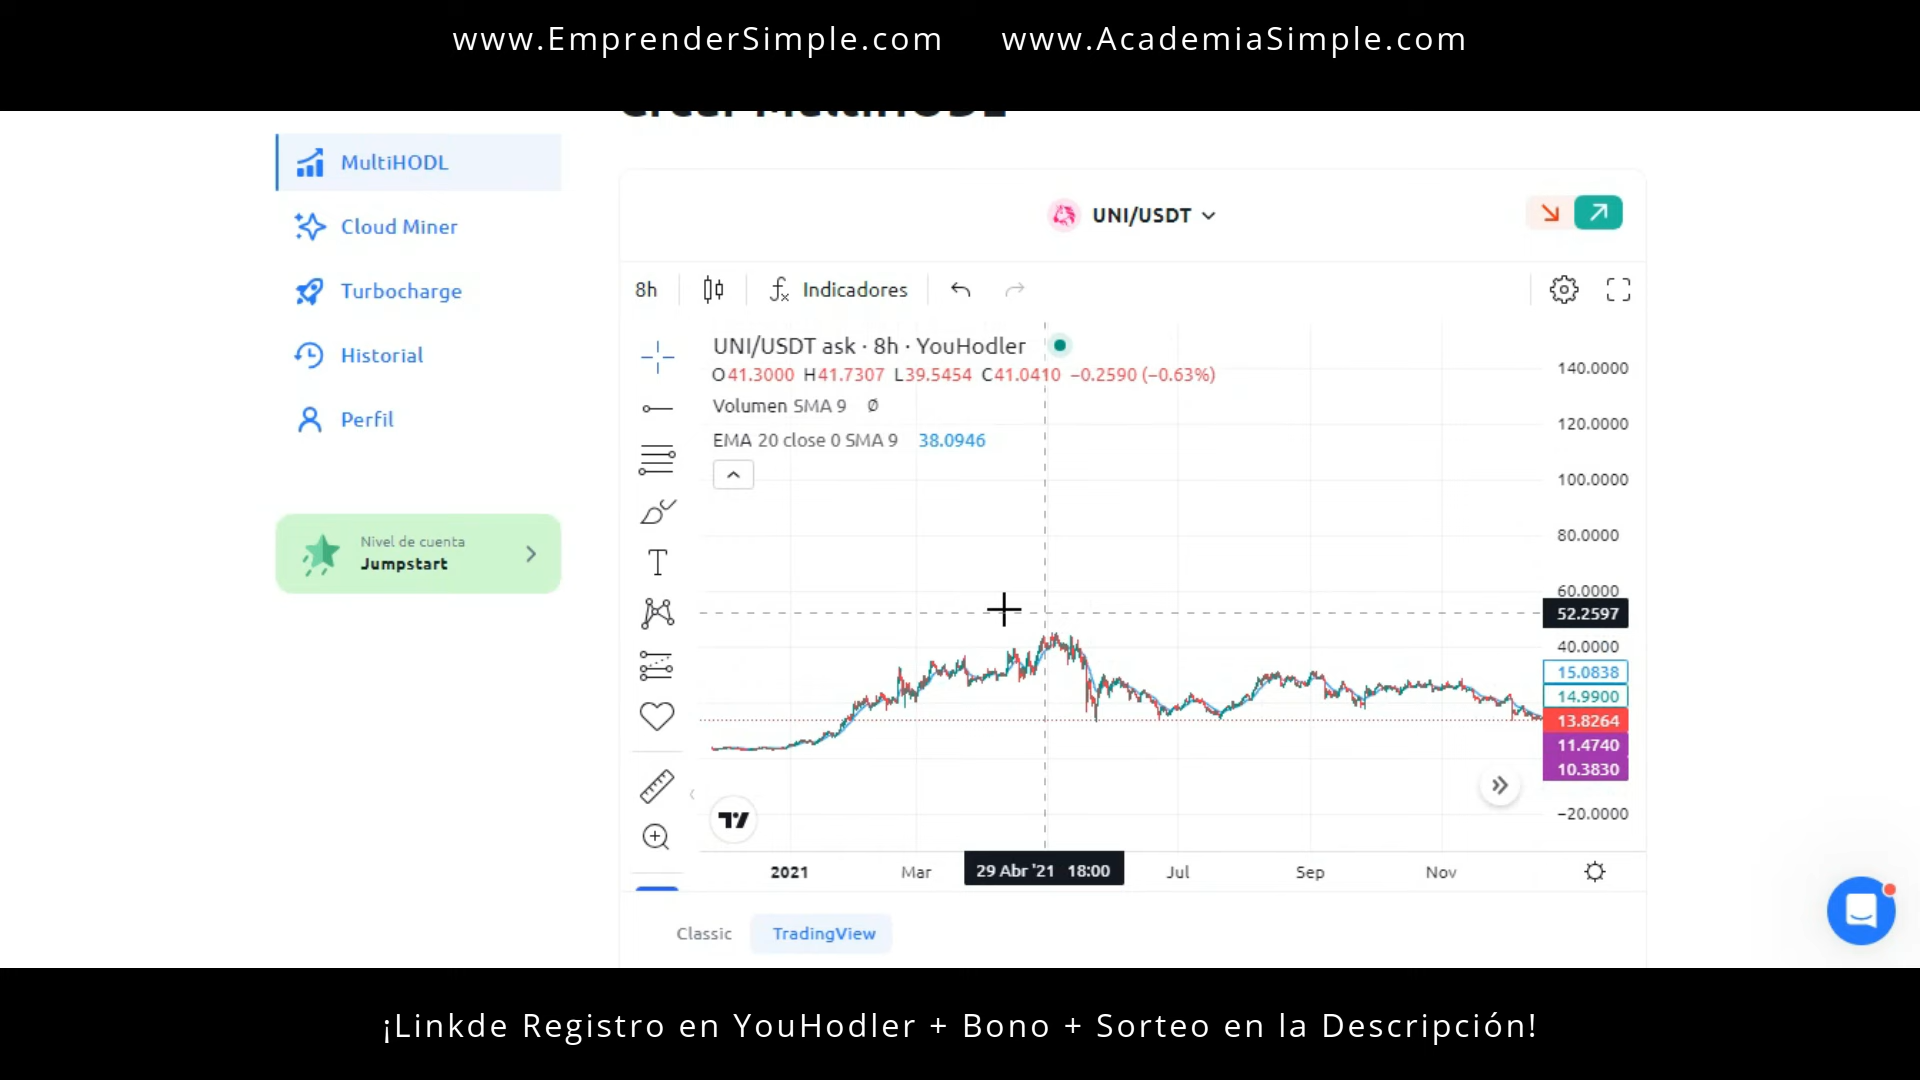 www.EmprenderSimple.com www.AcademiaSimple.com
MultiHODL
Cloud Miner
Turbocharge
Historial
Perfil
Nivel de cuenta
Jumpstart
Crear MultiHODL
UNI/USDT
8h Indicadores
UNI/USDT ask · 8h · YouHodler
O41.3000 H41.7307 L39.5454 C41.0410 −0.2590 (−0.63%)
Volumen SMA 9 Ø
EMA 20 close 0 SMA 9 38.0946
140.0000
120.0000
100.0000
80.0000
60.0000
52.2597
40.0000
15.0838
14.9900
13.8264
11.4740
10.3830
−20.0000
2021 Mar 29 Abr '21 18:00 Jul Sep Nov
Classic TradingView
¡Linkde Registro en YouHodler + Bono + Sorteo en la Descripción!